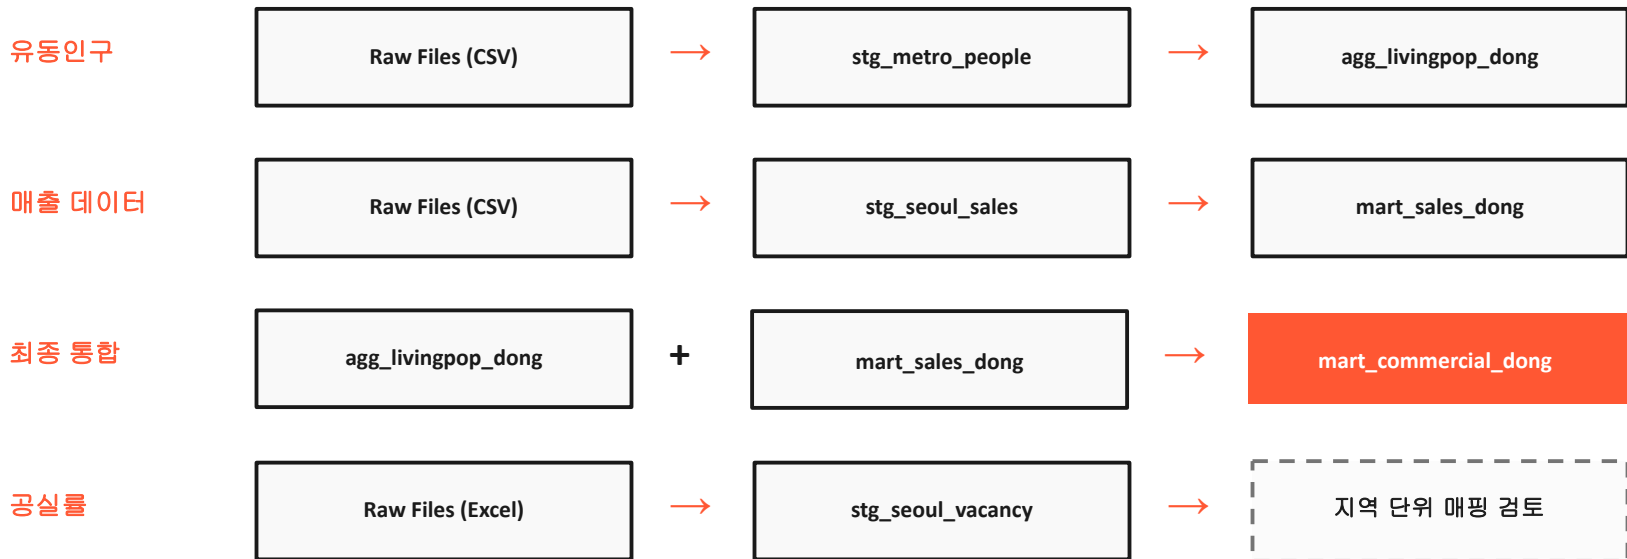 유동인구
Raw Files (CSV)
→
stg_metro_people
→
agg_livingpop_dong
매출 데이터
Raw Files (CSV)
→
stg_seoul_sales
→
mart_sales_dong
최종 통합
agg_livingpop_dong
+
mart_sales_dong
→
mart_commercial_dong
공실률
Raw Files (Excel)
→
stg_seoul_vacancy
→
지역 단위 매핑 검토